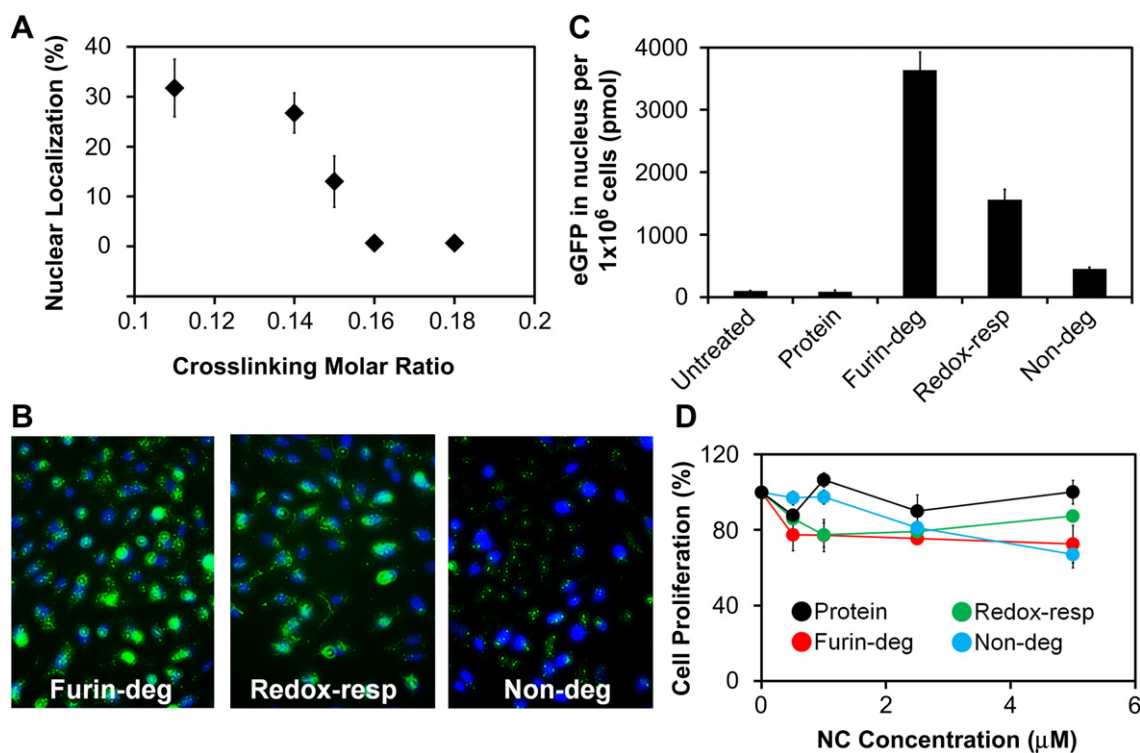 A
Nuclear Localization (%)
40
30
20
10
0
0.1 0.12 0.14 0.16 0.18 0.2
Crosslinking Molar Ratio
C
eGFP in nucleus per
1x10⁶ cells (pmol)
4000
3000
2000
1000
0
Untreated
Protein
Furin-deg
Redox-resp
Non-deg
B
Furin-deg
Redox-resp
Non-deg
D
Cell Proliferation (%)
120
80
40
0
Protein
Redox-resp
Furin-deg
Non-deg
0 2 4 6
NC Concentration (μM)